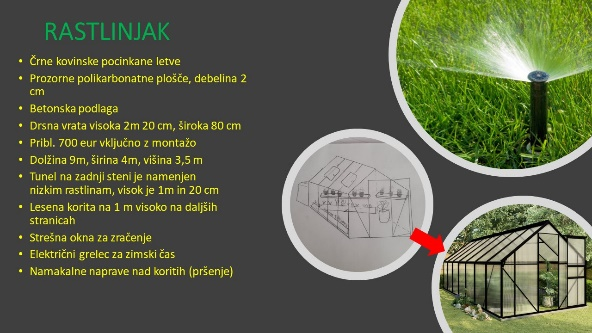 RASTLINJAK
• Črne kovinske pocinkane letve
• Prozorne polikarbonatne plošče, debelina 2
cm
• Betonska podlaga
• Drsna vrata visoka 2m 20 cm, široka 80 cm
• Pribl. 700 eur vključno z montažo
• Dolžina 9m, širina 4m, višina 3,5 m
• Tunel na zadnji steni je namenjen
nizkim rastlinam, visok je 1m in 20 cm
• Lesena korita na 1 m visoko na daljših
stranicah
• Strešna okna za zračenje
• Električni grelec za zimski čas
• Namakalne naprave nad koritih (pršenje)